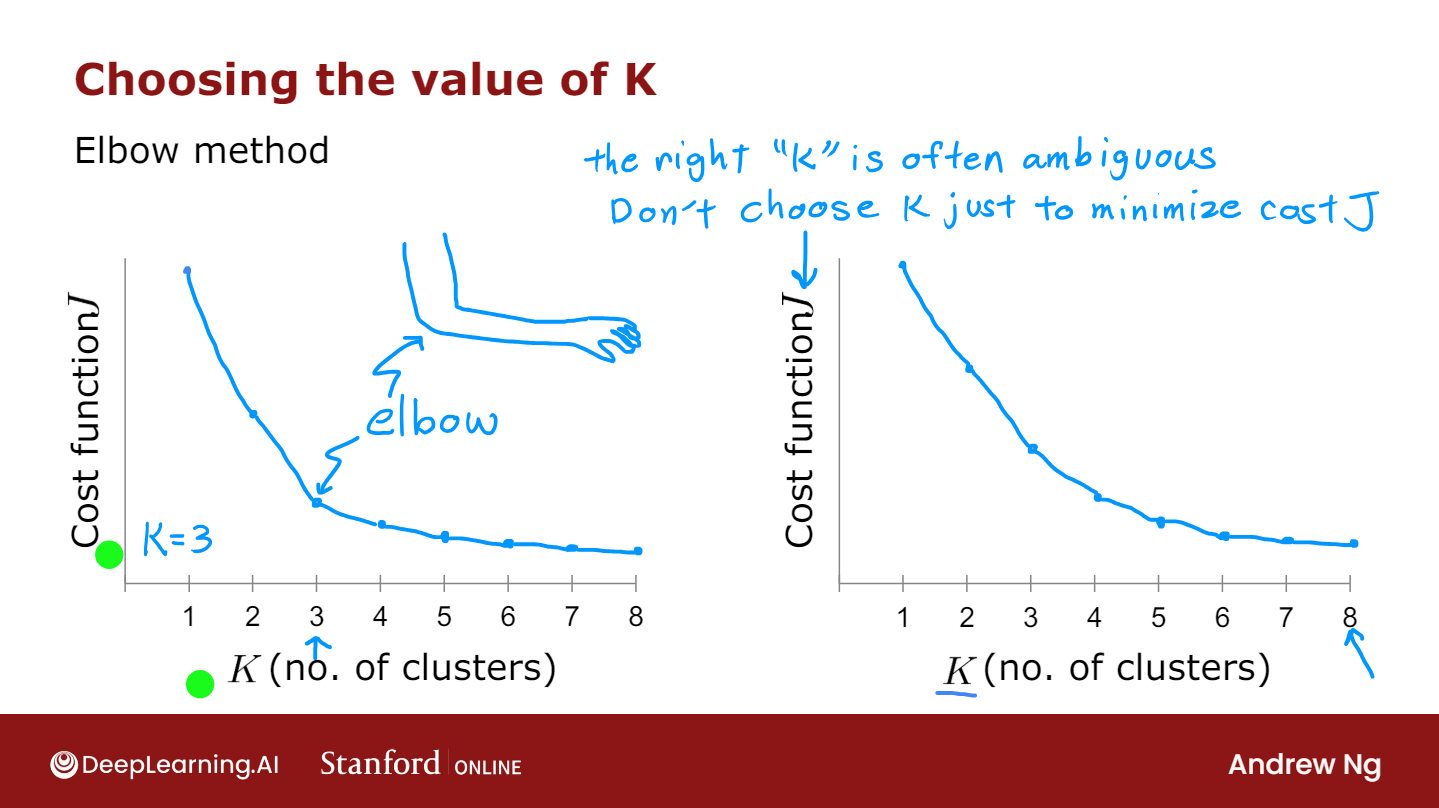 Choosing the value of K
Elbow method
the right "K" is often ambiguous
Don't choose K just to minimize cost J
Cost function J
elbow
K=3
1 2 3 4 5 6 7 8
K (no. of clusters)
Cost function J
1 2 3 4 5 6 7 8
K (no. of clusters)
DeepLearning.AI
Stanford | ONLINE
Andrew Ng